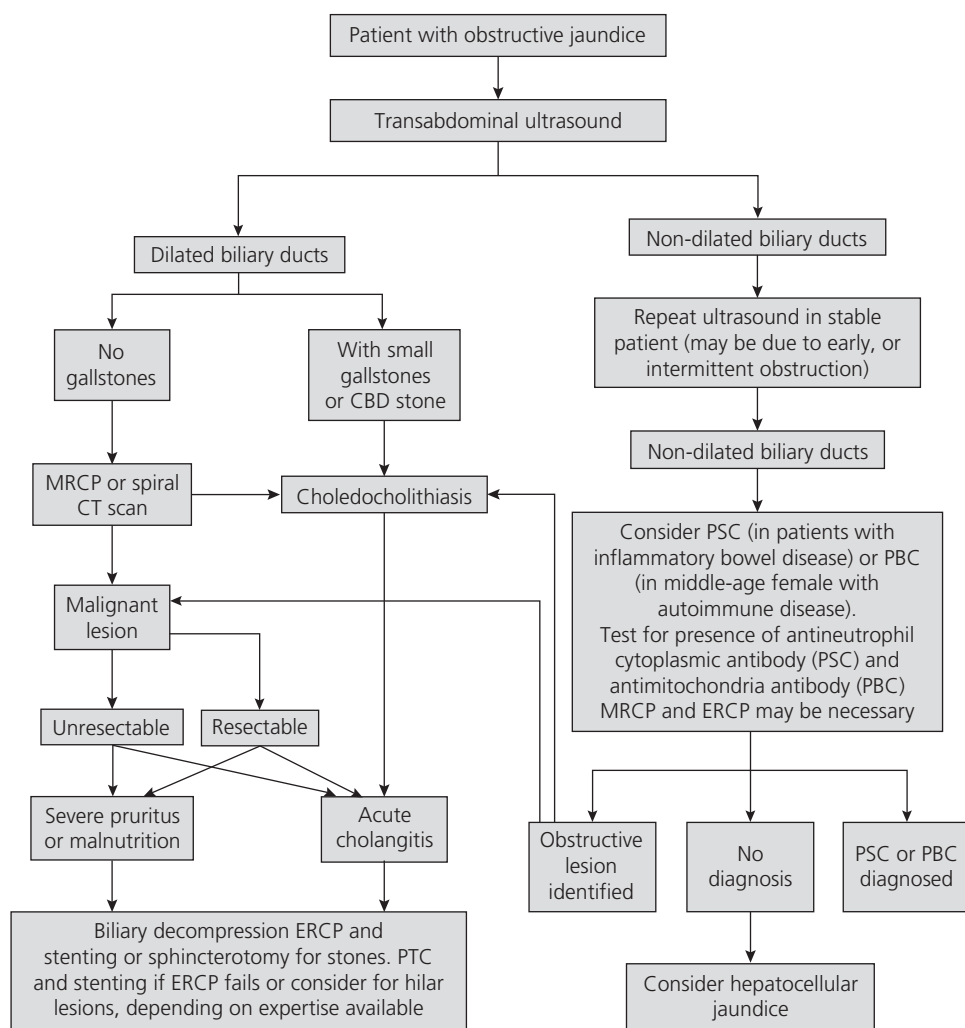 Patient with obstructive jaundice
Transabdominal ultrasound
Dilated biliary ducts
Non-dilated biliary ducts
No
gallstones
With small
gallstones
or CBD stone
Repeat ultrasound in stable
patient (may be due to early, or
intermittent obstruction)
Non-dilated biliary ducts
MRCP or spiral
CT scan
Choledocholithiasis
Consider PSC (in patients with
inflammatory bowel disease) or PBC
(in middle-age female with
autoimmune disease).
Test for presence of antineutrophil
cytoplasmic antibody (PSC) and
antimitochondria antibody (PBC)
MRCP and ERCP may be necessary
Malignant
lesion
Unresectable
Resectable
Severe pruritus
or malnutrition
Acute
cholangitis
Obstructive
lesion
identified
No
diagnosis
PSC or PBC
diagnosed
Biliary decompression ERCP and
stenting or sphincterotomy for stones. PTC
and stenting if ERCP fails or consider for hilar
lesions, depending on expertise available
Consider hepatocellular
jaundice